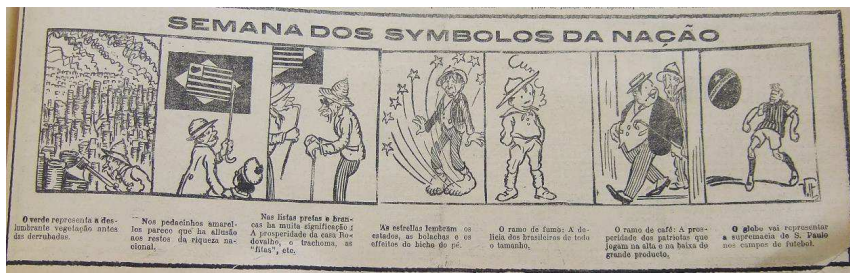 SEMANA DOS SYMBOLOS DA NAÇÃO
Cum
O verde representa a des-
lumbrante vegetação antes
das derrubadas.
Nos pedacinhos amarel-
los parece que ha allusão
aos restos da riqueza na-
cional.
Nas listas pretas e bran-
cas ha muita significação:
A prosperidade da casa Ro-
dovalho, o trachoma, as
"fitas", etc.
As estrellas lembram os
estados, as bolachas e os
effeitos do bicho de pé.
O ramo de fumo: A de-
licia dos brasileiros de todo
o tamanho.
O ramo de café: A pros-
peridade dos patriotas que
jogam na alta e na baixa do
grande producto.
O globo vai representar
a supremacia de S. Paulo
nos campos de futebol.